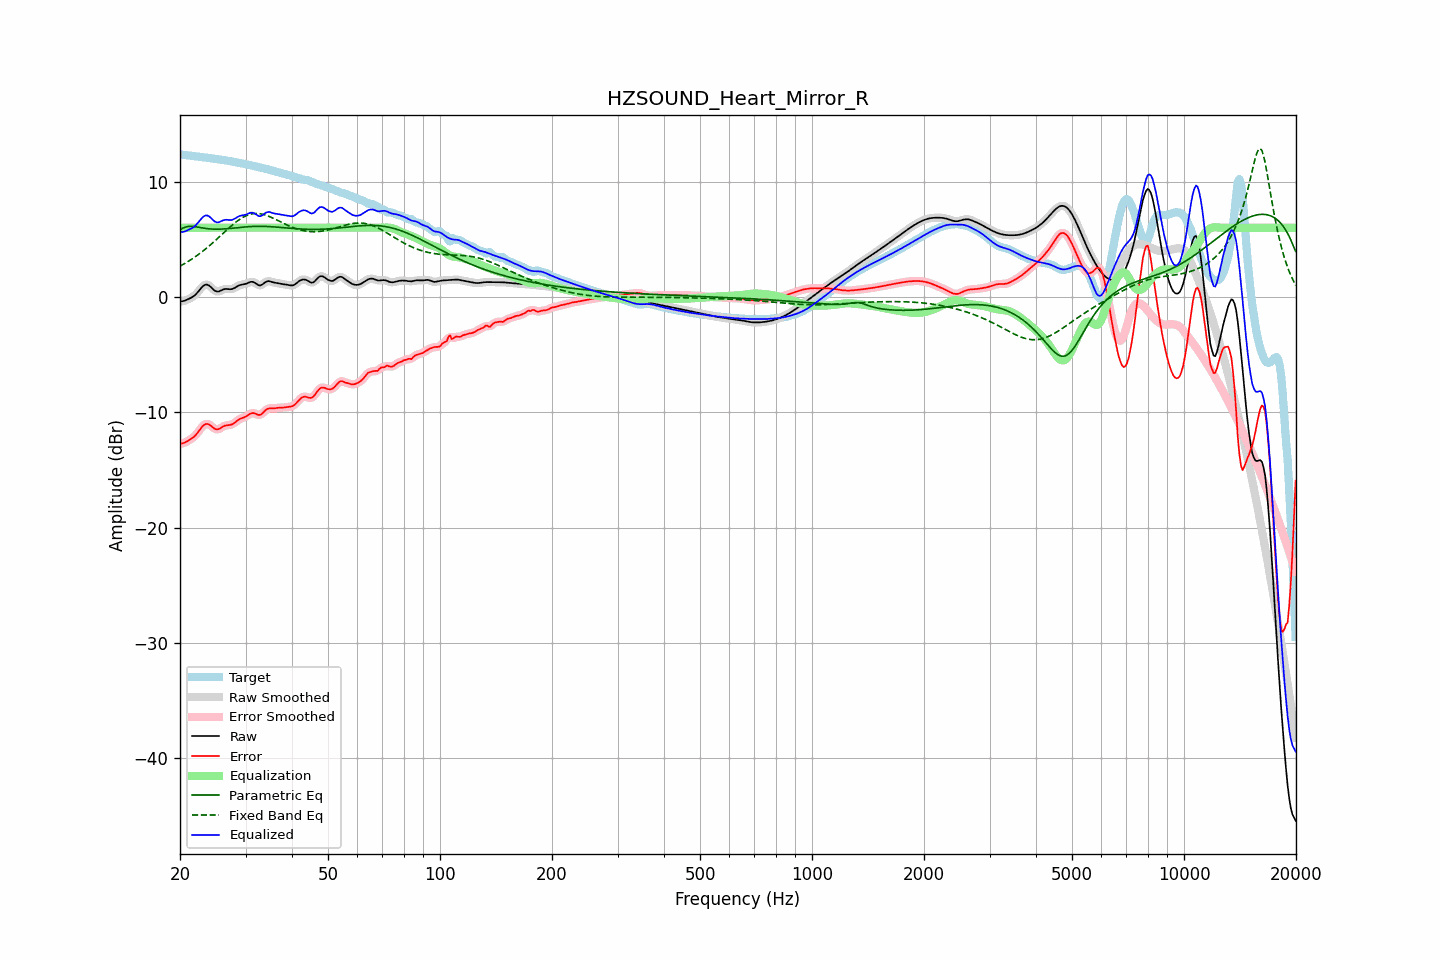 HZSOUND_Heart_Mirror_R
Amplitude (dBr)
10
0
−10
−20
−30
−40
Target
Raw Smoothed
Error Smoothed
Raw
Error
Equalization
Parametric Eq
Fixed Band Eq
Equalized
20 50 100 200 500 1000 2000 5000 10000 20000
Frequency (Hz)